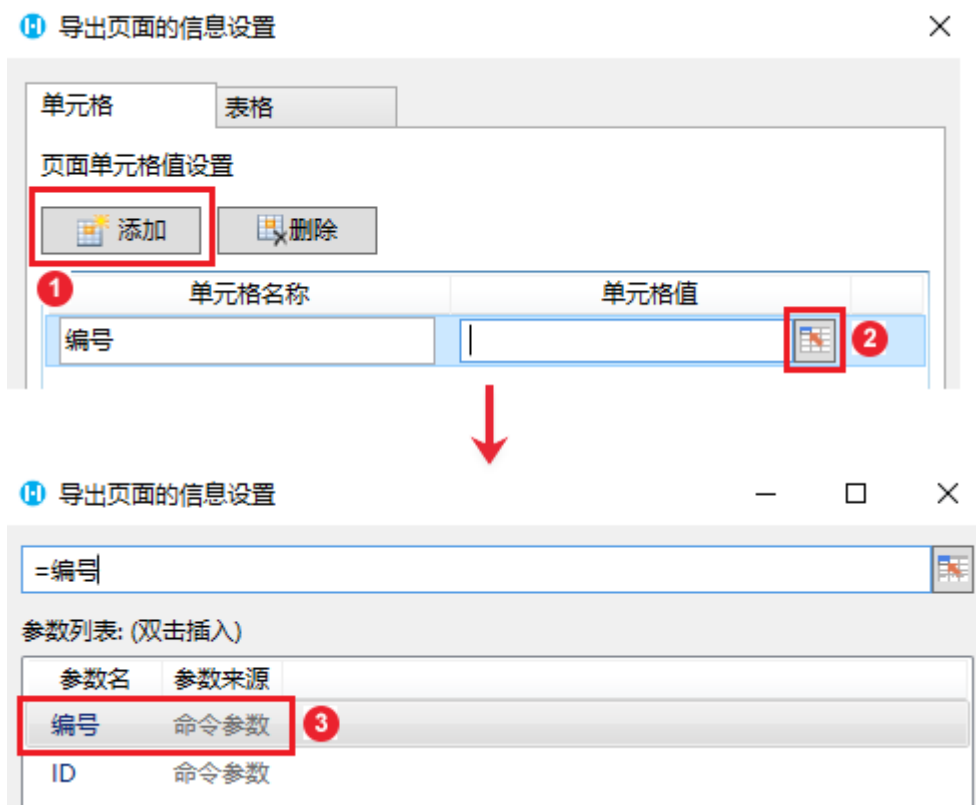 导出页面的信息设置
单元格 表格
页面单元格值设置
添加 删除
1 单元格名称 单元格值
编号 2
导出页面的信息设置
=编号
参数列表: (双击插入)
参数名 参数来源
编号 命令参数 3
ID 命令参数